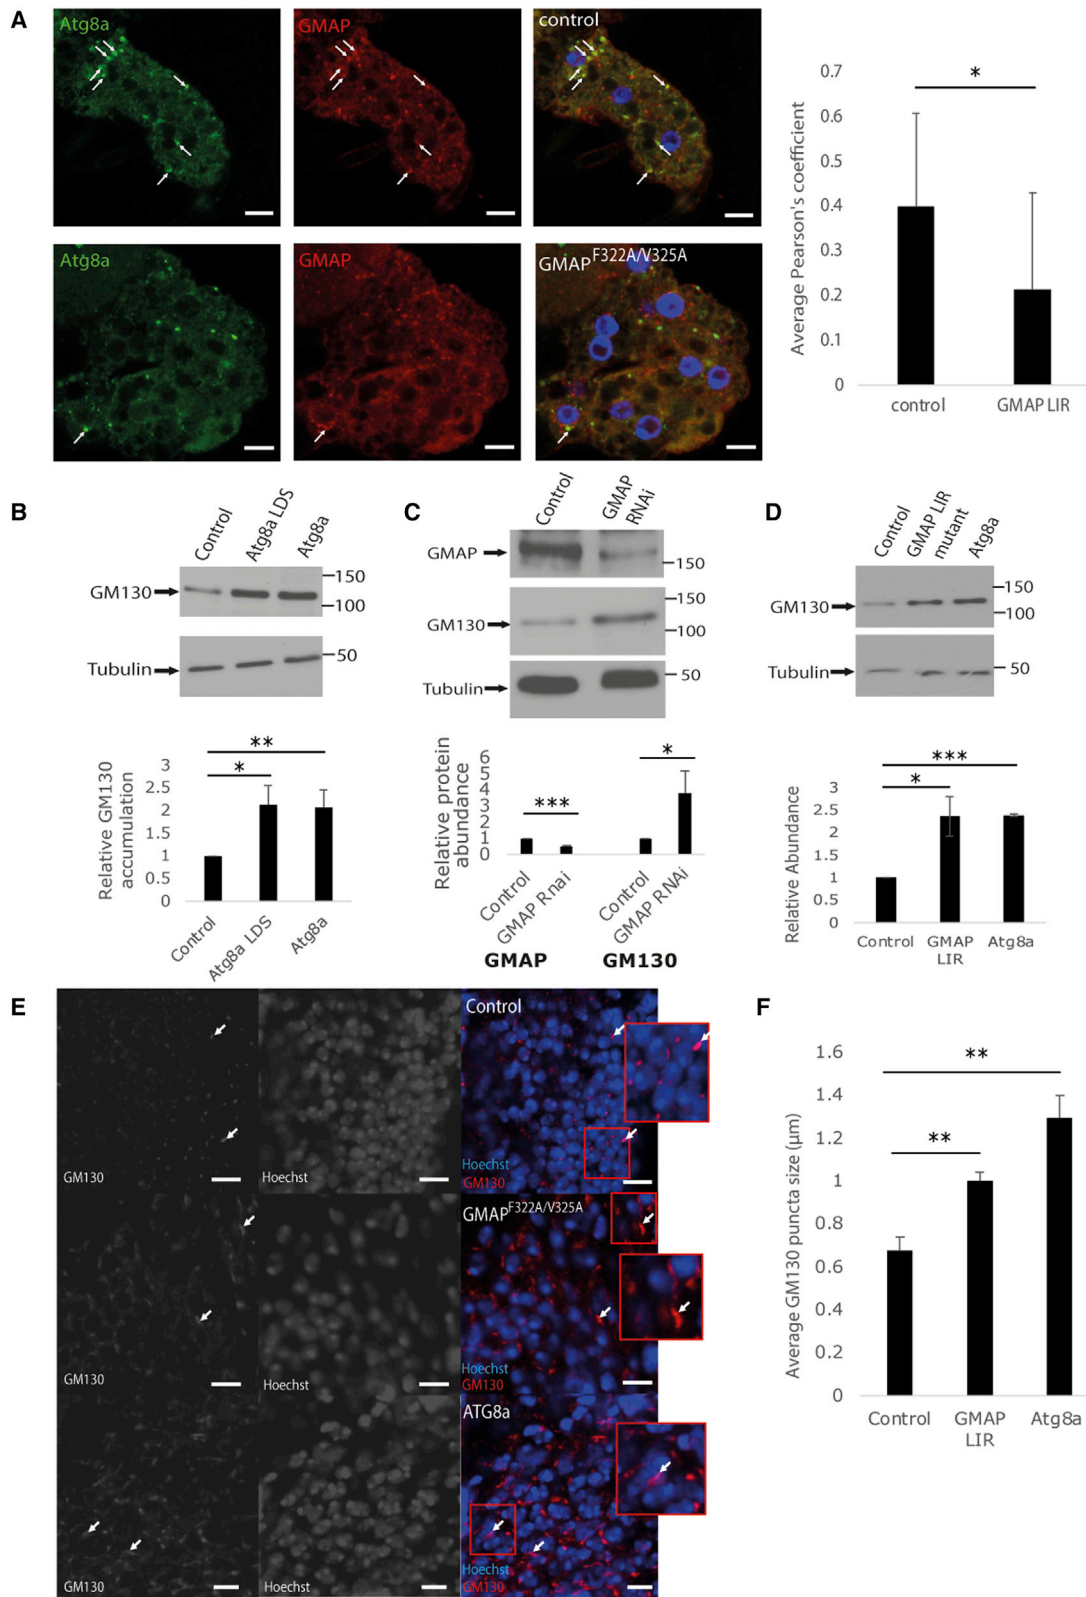 A
Atg8a
GMAP
control
Atg8a
GMAP
GMAP F322A/V325A
*
0.7
0.6
0.5
0.4
0.3
0.2
0.1
0
Average Pearson's coefficient
control
GMAP LIR
B
Control
Atg8a LDS
Atg8a
GM130
150
100
Tubulin
50
**
*
3
2.5
2
1.5
1
0.5
0
Relative GM130
accumulation
Control
Atg8a LDS
Atg8a
C
Control
GMAP
RNAi
GMAP
150
GM130
150
100
Tubulin
50
6
5
4
3
2
1
0
***
*
Relative protein
abundance
Control
GMAP Rnai
Control
GMAP RNAi
GMAP
GM130
D
Control
GMAP LIR
mutant
Atg8a
GM130
150
100
Tubulin
50
***
*
3
2.5
2
1.5
1
0.5
0
Relative Abundance
Control
GMAP
LIR
Atg8a
E
GM130
Hoechst
Control
Hoechst
GM130
GM130
Hoechst
GMAP F322A/V325A
Hoechst
GM130
GM130
Hoechst
ATG8a
Hoechst
GM130
F
1.6
1.4
1.2
1
0.8
0.6
0.4
0.2
0
**
**
Average GM130 puncta size (µm)
Control
GMAP
LIR
Atg8a